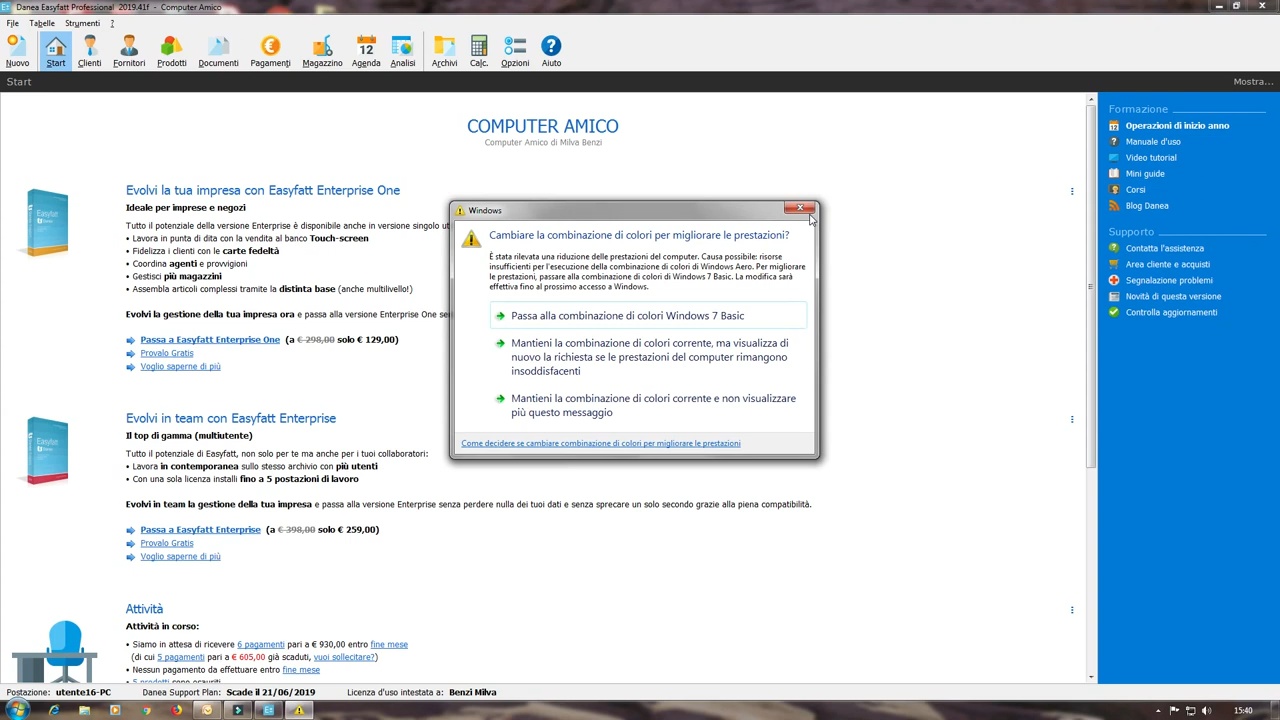 Danea Easyfatt Professional 2019.41f - Computer Amico
File Tabelle Strumenti ?
Nuovo Start Clienti Fornitori Prodotti Documenti Pagamenti Magazzino Agenda Analisi Archivi Calc. Opzioni Aiuto
Start Mostra...
COMPUTER AMICO
Computer Amico di Milva Benzi
Evolvi la tua impresa con Easyfatt Enterprise One
Ideale per imprese e negozi
Tutto il potenziale della versione Enterprise è disponibile anche in versione singolo ut
• Lavora in punta di dita con la vendita al banco Touch-screen
• Fidelizza i clienti con le carte fedeltà
• Coordina agenti e provvigioni
• Gestisci più magazzini
• Assembla articoli complessi tramite la distinta base (anche multilivello!)
Evolvi la gestione della tua impresa ora e passa alla versione Enterprise One se
Passa a Easyfatt Enterprise One (a € 298,00 solo € 129,00)
Provalo Gratis
Voglio saperne di più
Evolvi in team con Easyfatt Enterprise
Il top di gamma (multiutente)
Tutto il potenziale di Easyfatt, non solo per te ma anche per i tuoi collaboratori:
• Lavora in contemporanea sullo stesso archivio con più utenti
• Con una sola licenza installi fino a 5 postazioni di lavoro
Evolvi in team la gestione della tua impresa e passa alla versione Enterprise senza perdere nulla dei tuoi dati e senza sprecare un solo secondo grazie alla piena compatibilità.
Passa a Easyfatt Enterprise (a € 398,00 solo € 259,00)
Provalo Gratis
Voglio saperne di più
Attività
Attività in corso:
• Siamo in attesa di ricevere 6 pagamenti pari a € 930,00 entro fine mese
(di cui 5 pagamenti pari a € 605,00 già scaduti, vuoi sollecitare?)
• Nessun pagamento da effettuare entro fine mese
• 5 prodotti sono esauriti
Windows
Cambiare la combinazione di colori per migliorare le prestazioni?
È stata rilevata una riduzione delle prestazioni del computer. Causa possibile: risorse
insufficienti per l'esecuzione della combinazione di colori di Windows Aero. Per migliorare
le prestazioni, passare alla combinazione di colori di Windows 7 Basic. La modifica sarà
effettiva fino al prossimo accesso a Windows.
Passa alla combinazione di colori Windows 7 Basic
Mantieni la combinazione di colori corrente, ma visualizza di
nuovo la richiesta se le prestazioni del computer rimangono
insoddisfacenti
Mantieni la combinazione di colori corrente e non visualizzare
più questo messaggio
Come decidere se cambiare combinazione di colori per migliorare le prestazioni
Formazione
Operazioni di inizio anno
Manuale d'uso
Video tutorial
Mini guide
Corsi
Blog Danea
Supporto
Contatta l'assistenza
Area cliente e acquisti
Segnalazione problemi
Novità di questa versione
Controlla aggiornamenti
Postazione: utente16-PC Danea Support Plan: Scade il 21/06/2019 Licenza d'uso intestata a: Benzi Milva
15:40